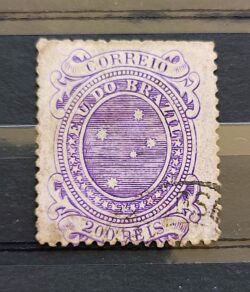 CORREIO
E.U. DO BRAZIL
200 REIS